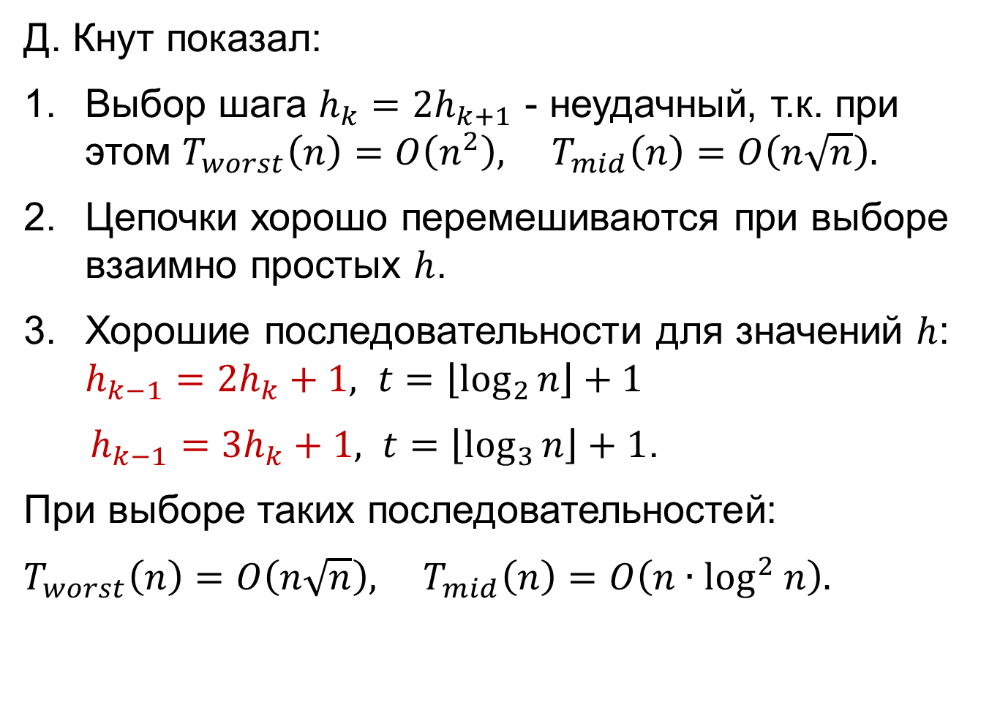 Д. Кнут показал:
1. Выбор шага $h_k = 2h_{k+1}$ - неудачный, т.к. при
этом $T_{worst}(n) = O(n^2)$, $T_{mid}(n) = O(n\sqrt{n})$.
2. Цепочки хорошо перемешиваются при выборе
взаимно простых $h$.
3. Хорошие последовательности для значений $h$:
$h_{k-1} = 2h_k + 1$, $t = \lfloor \log_2 n \rfloor + 1$
$h_{k-1} = 3h_k + 1$, $t = \lfloor \log_3 n \rfloor + 1$.
При выборе таких последовательностей:
$T_{worst}(n) = O(n\sqrt{n})$, $T_{mid}(n) = O(n \cdot \log^2 n)$.